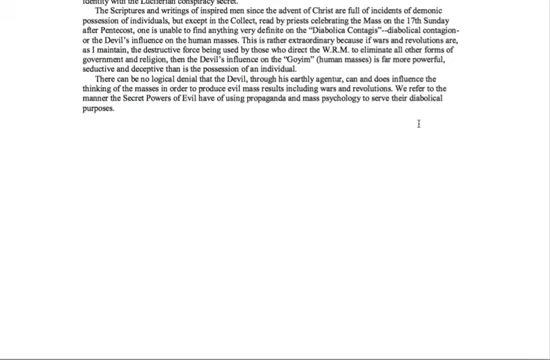 identity with the Luciferian conspiracy secret.
The Scriptures and writings of inspired men since the advent of Christ are full of incidents of demonic
possession of individuals, but except in the Collect, read by priests celebrating the Mass on the 17th Sunday
after Pentecost, one is unable to find anything very definite on the “Diabolica Contagis”--diabolical contagion-
or the Devil’s influence on the human masses. This is rather extraordinary because if wars and revolutions are,
as I maintain, the destructive force being used by those who direct the W.R.M. to eliminate all other forms of
government and religion, then the Devil’s influence on the “Goyim” (human masses) is far more powerful,
seductive and deceptive than is the possession of an individual.
There can be no logical denial that the Devil, through his earthly agentur, can and does influence the
thinking of the masses in order to produce evil mass results including wars and revolutions. We refer to the
manner the Secret Powers of Evil have of using propaganda and mass psychology to serve their diabolical
purposes.